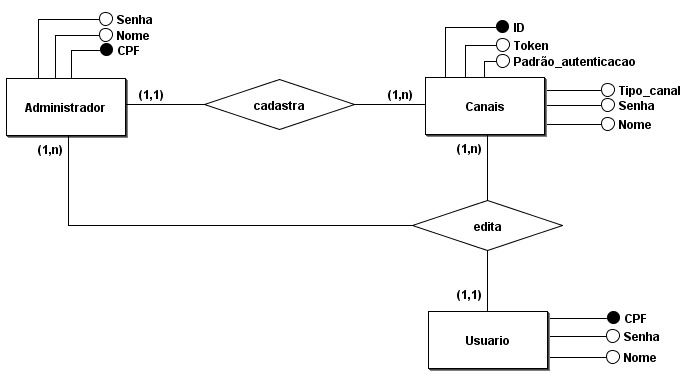 Senha
Nome
CPF
Administrador
(1,1)
cadastra
(1,n)
ID
Token
Padrão_autenticacao
Canais
Tipo_canal
Senha
Nome
(1,n)
(1,n)
edita
(1,1)
Usuario
CPF
Senha
Nome